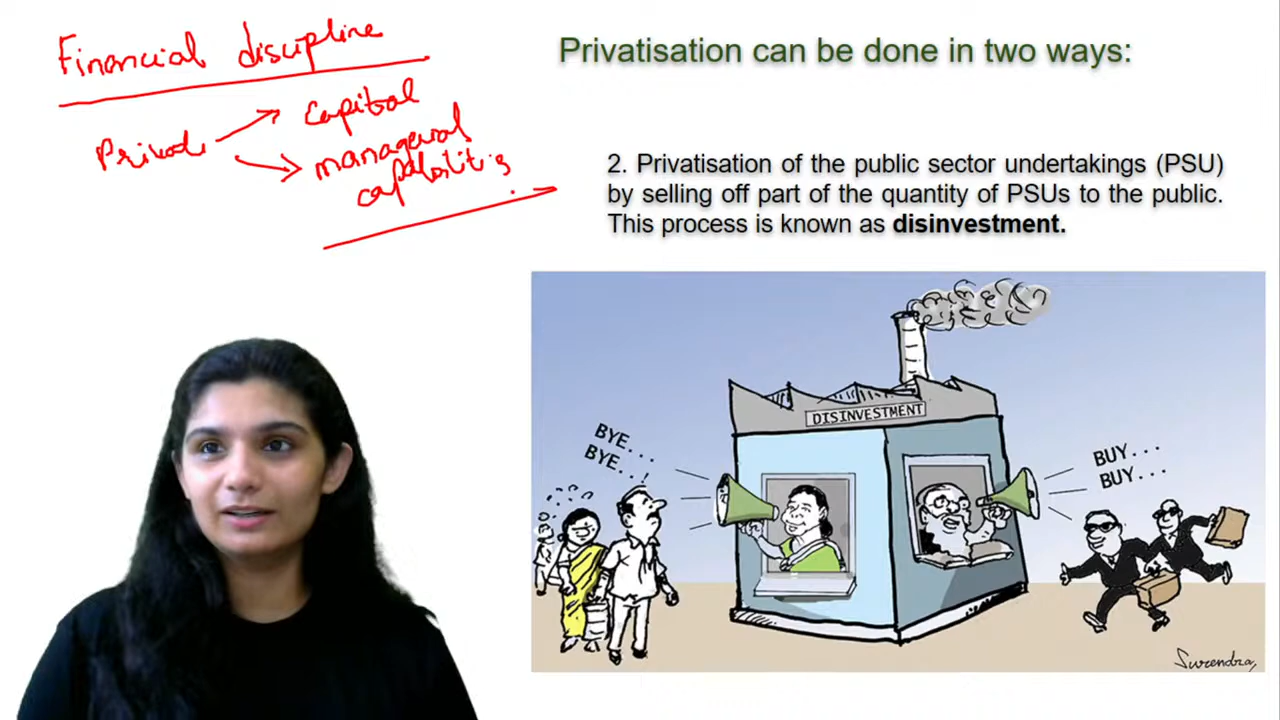 Financial discipline
Private
capital
managerial
capabilities
Privatisation can be done in two ways:
2. Privatisation of the public sector undertakings (PSU)
by selling off part of the quantity of PSUs to the public.
This process is known as disinvestment.
DISINVESTMENT
BYE...
BYE...!
BUY...
BUY...
Surendra